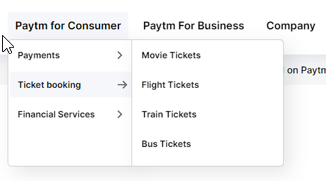 Paytm for Consumer Paytm For Business Company
Payments
Ticket booking
Financial Services
Movie Tickets
Flight Tickets
Train Tickets
Bus Tickets
on Paytm